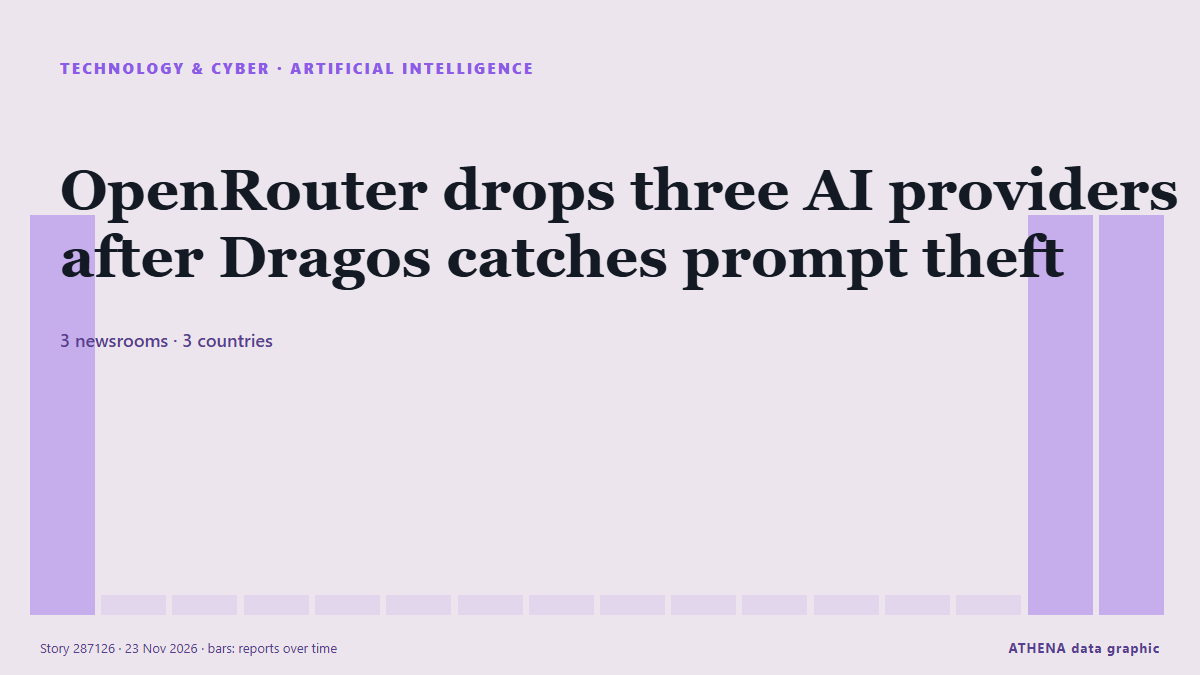 TECHNOLOGY & CYBER · ARTIFICIAL INTELLIGENCE
OpenRouter drops three AI providers
after Dragos catches prompt theft
3 newsrooms · 3 countries
Story 287126 · 23 Nov 2026 · bars: reports over time
ATHENA data graphic